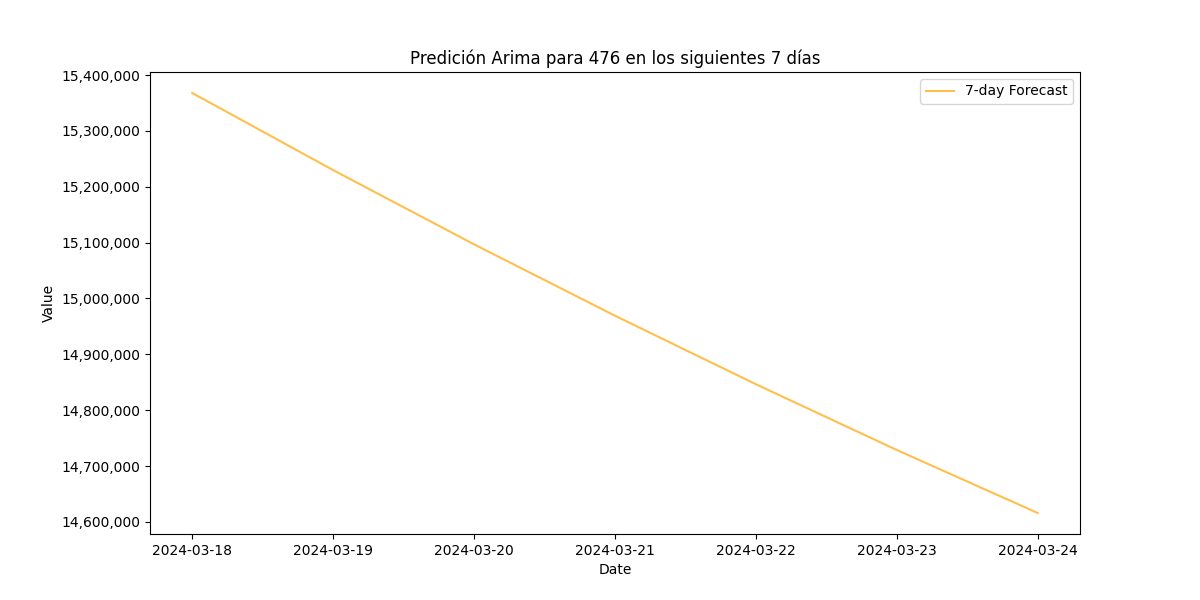 Predición Arima para 476 en los siguientes 7 días
7-day Forecast
15,400,000
15,300,000
15,200,000
15,100,000
15,000,000
14,900,000
14,800,000
14,700,000
14,600,000
Value
2024-03-18 2024-03-19 2024-03-20 2024-03-21 2024-03-22 2024-03-23 2024-03-24
Date